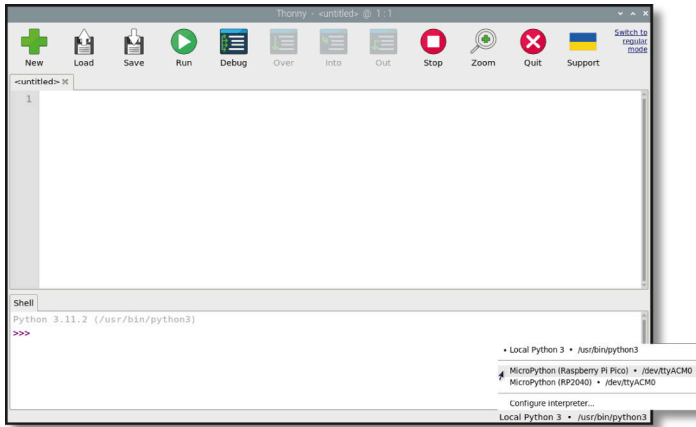 Thonny - <untitled> @ 1:1
New Load Save Run Debug Over Into Out Stop Zoom Quit Support
Switch to
regular
mode
<untitled>
1
Shell
Python 3.11.2 (/usr/bin/python3)
>>>
• Local Python 3 • /usr/bin/python3
MicroPython (Raspberry Pi Pico) • /dev/ttyACM0
MicroPython (RP2040) • /dev/ttyACM0
Configure interpreter...
Local Python 3 • /usr/bin/python3